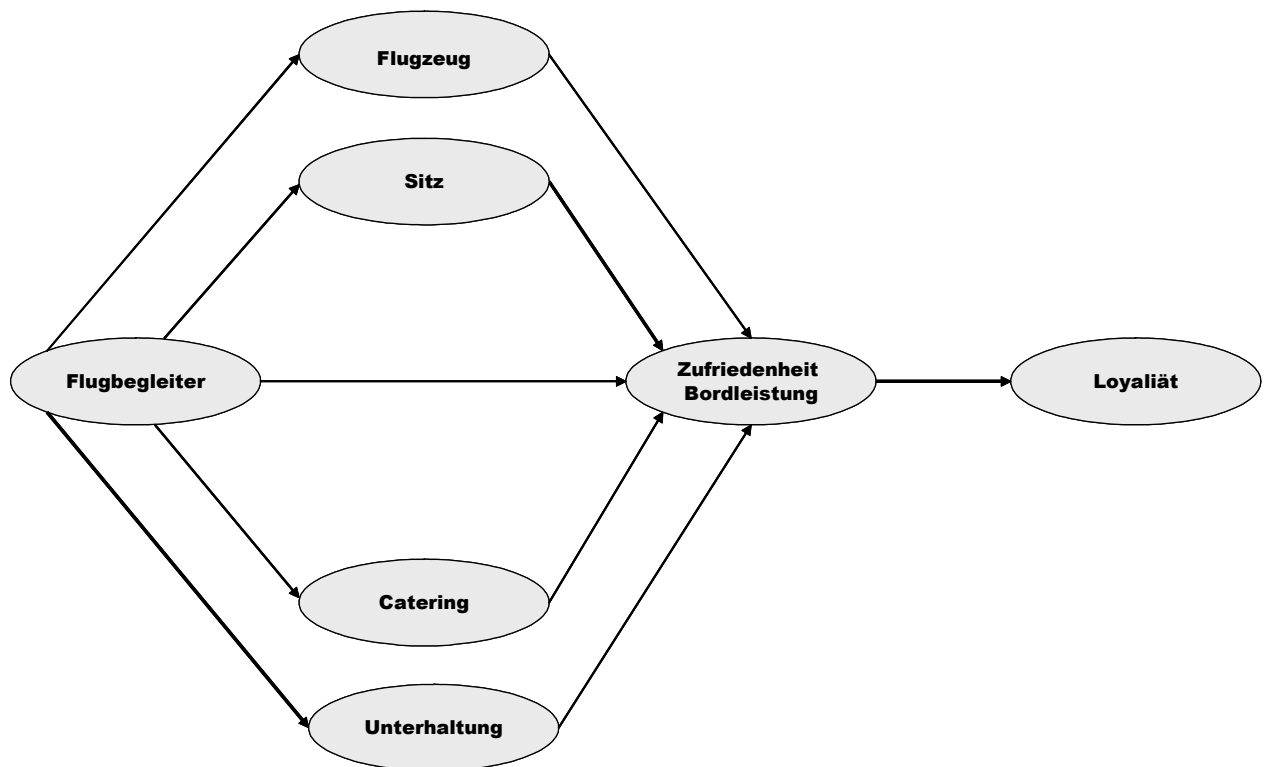 Flugzeug
Sitz
Flugbegleiter
Zufriedenheit
Bordleistung
Loyaliät
Catering
Unterhaltung